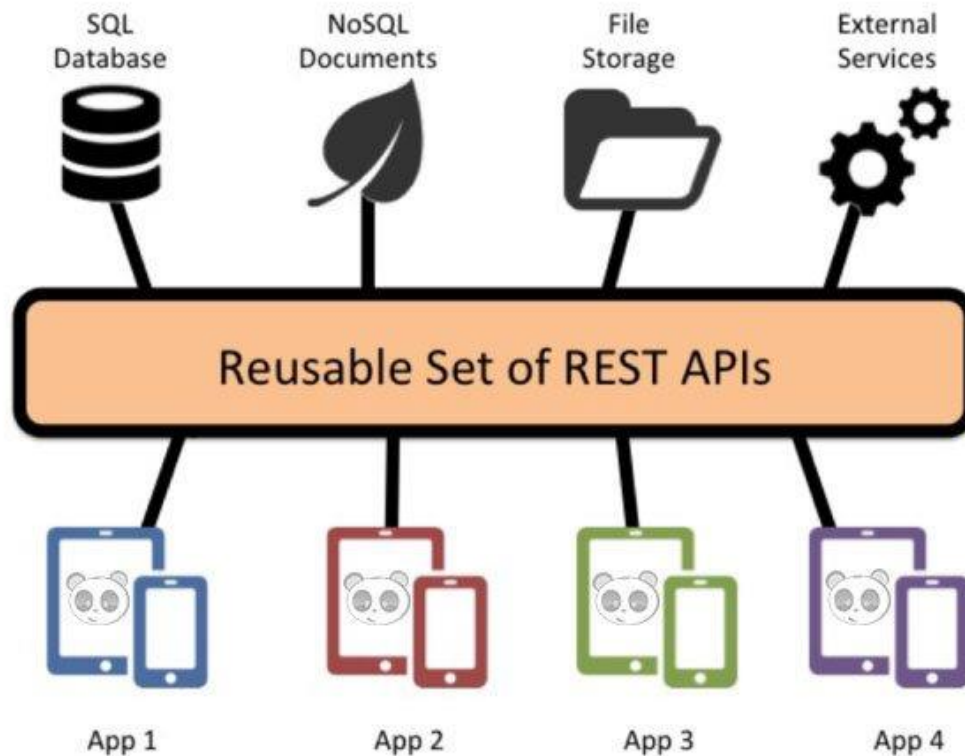 SQL
Database
NoSQL
Documents
File
Storage
External
Services
Reusable Set of REST APIs
App 1
App 2
App 3
App 4